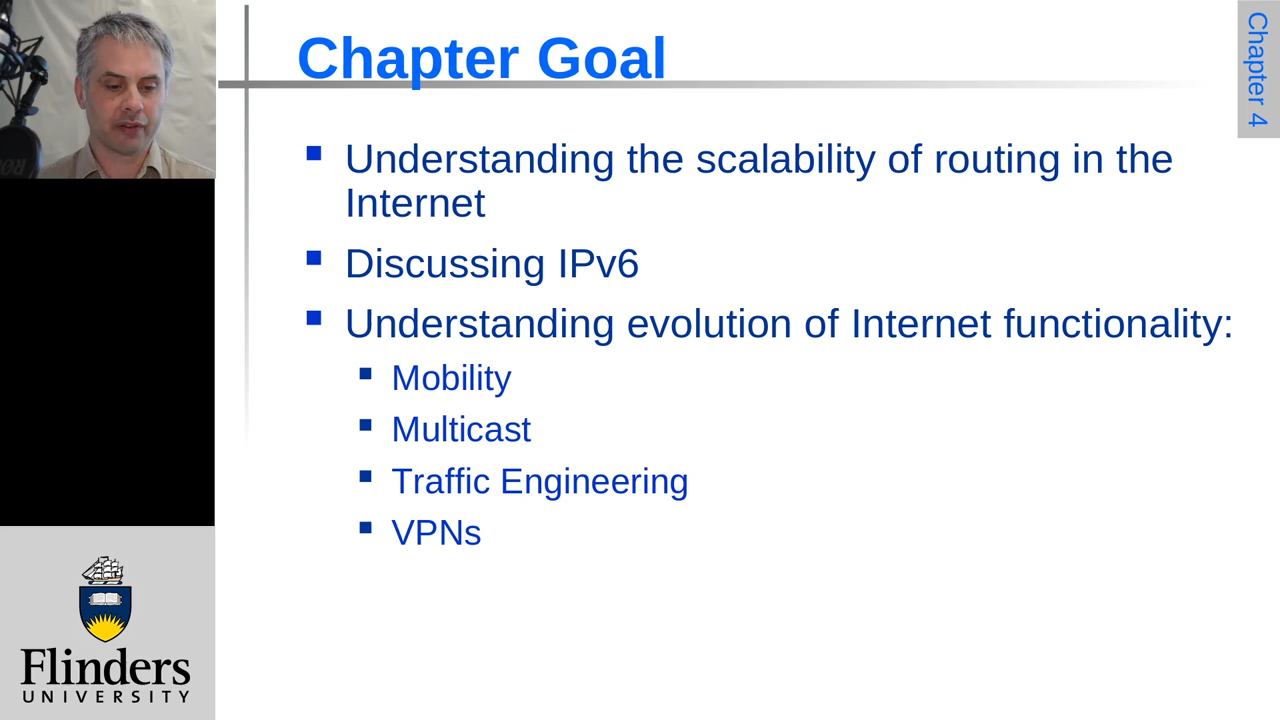 Chapter Goal
Chapter 4
Understanding the scalability of routing in the
Internet
Discussing IPv6
Understanding evolution of Internet functionality:
Mobility
Multicast
Traffic Engineering
VPNs
Flinders
UNIVERSITY